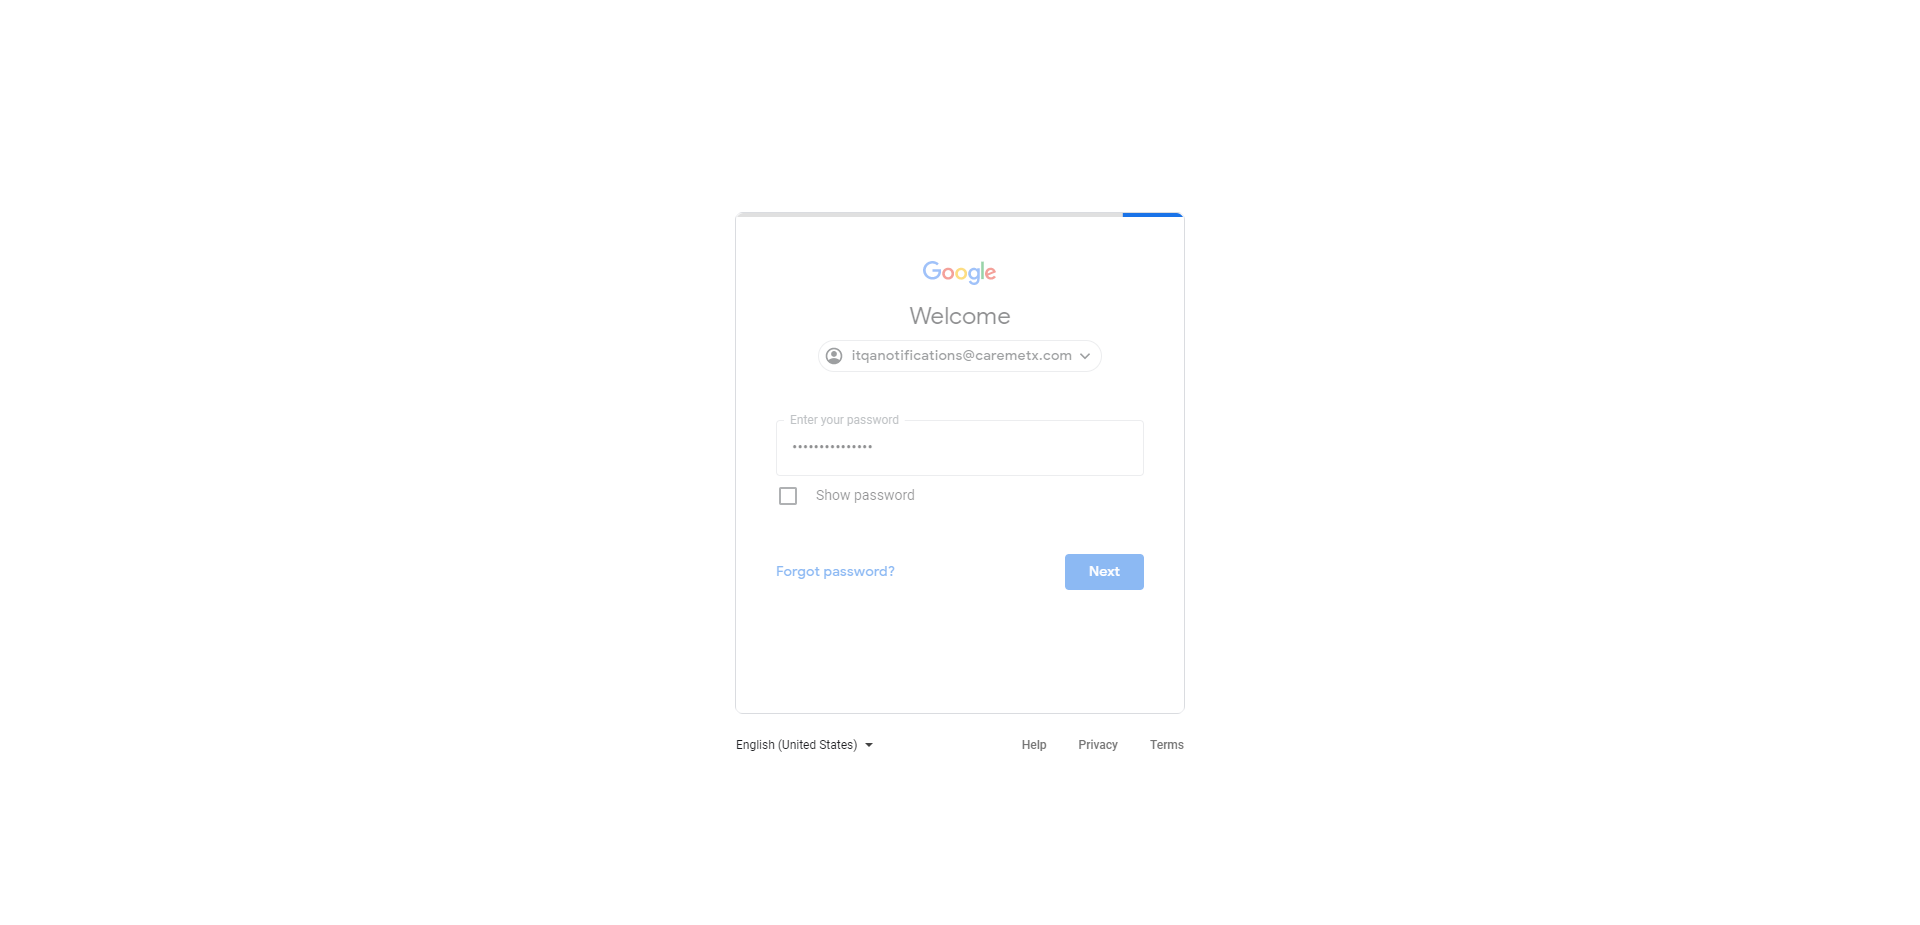 Google
Welcome
itqanotifications@caremetx.com
Enter your password
•••••••••••••••
Show password
Forgot password?
Next
English (United States)
Help
Privacy
Terms